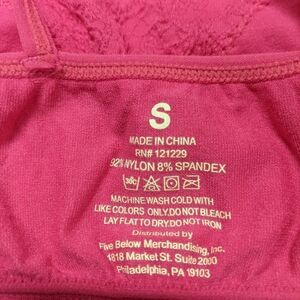 S
MADE IN CHINA
RN# 121229
92% NYLON 8% SPANDEX
MACHINE WASH COLD WITH
LIKE COLORS ONLY.DO NOT BLEACH
LAY FLAT TO DRY.DO NOT IRON
Distributed by
Five Below Merchandising, Inc.
1818 Market St. Suite 2000
Philadelphia, PA 19103